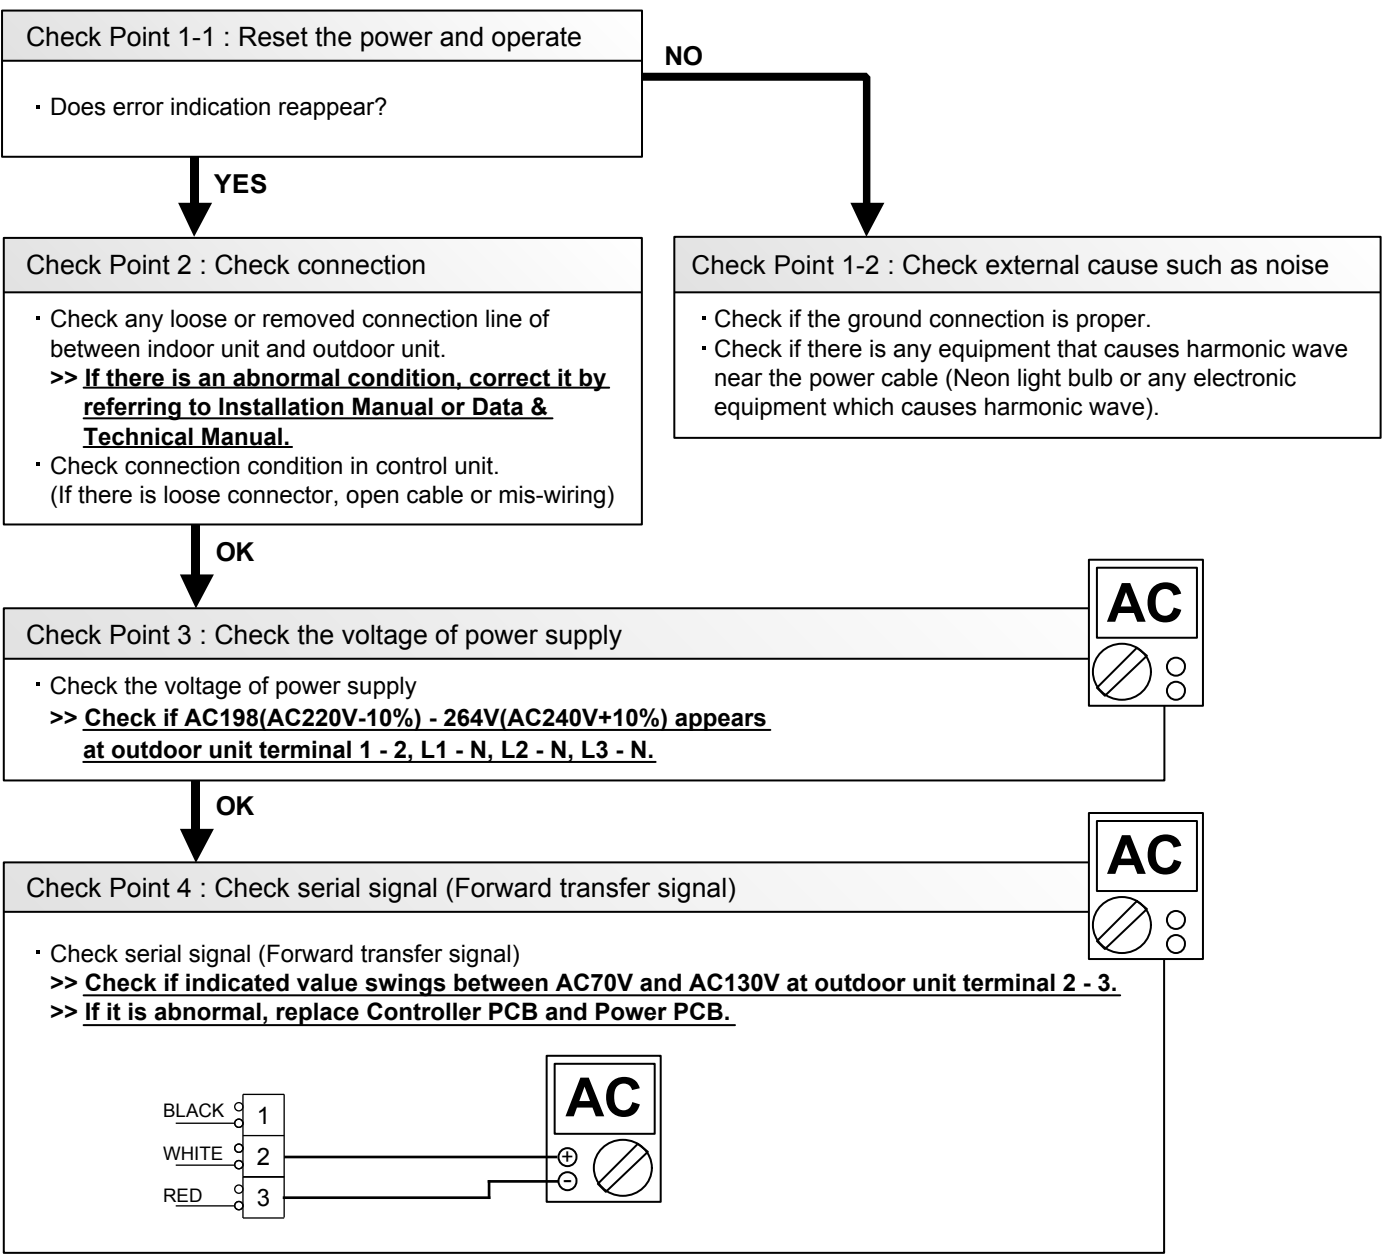 Check Point 1-1 : Reset the power and operate
NO
· Does error indication reappear?
YES
Check Point 2 : Check connection
· Check any loose or removed connection line of
between indoor unit and outdoor unit.
>> If there is an abnormal condition, correct it by
referring to Installation Manual or Data &
Technical Manual.
· Check connection condition in control unit.
(If there is loose connector, open cable or mis-wiring)
Check Point 1-2 : Check external cause such as noise
· Check if the ground connection is proper.
· Check if there is any equipment that causes harmonic wave
near the power cable (Neon light bulb or any electronic
equipment which causes harmonic wave).
OK
AC
Check Point 3 : Check the voltage of power supply
· Check the voltage of power supply
>> Check if AC198(AC220V-10%) - 264V(AC240V+10%) appears
at outdoor unit terminal 1 - 2, L1 - N, L2 - N, L3 - N.
OK
AC
Check Point 4 : Check serial signal (Forward transfer signal)
· Check serial signal (Forward transfer signal)
>> Check if indicated value swings between AC70V and AC130V at outdoor unit terminal 2 - 3.
>> If it is abnormal, replace Controller PCB and Power PCB.
AC
BLACK 1
WHITE 2 +
RED 3 -